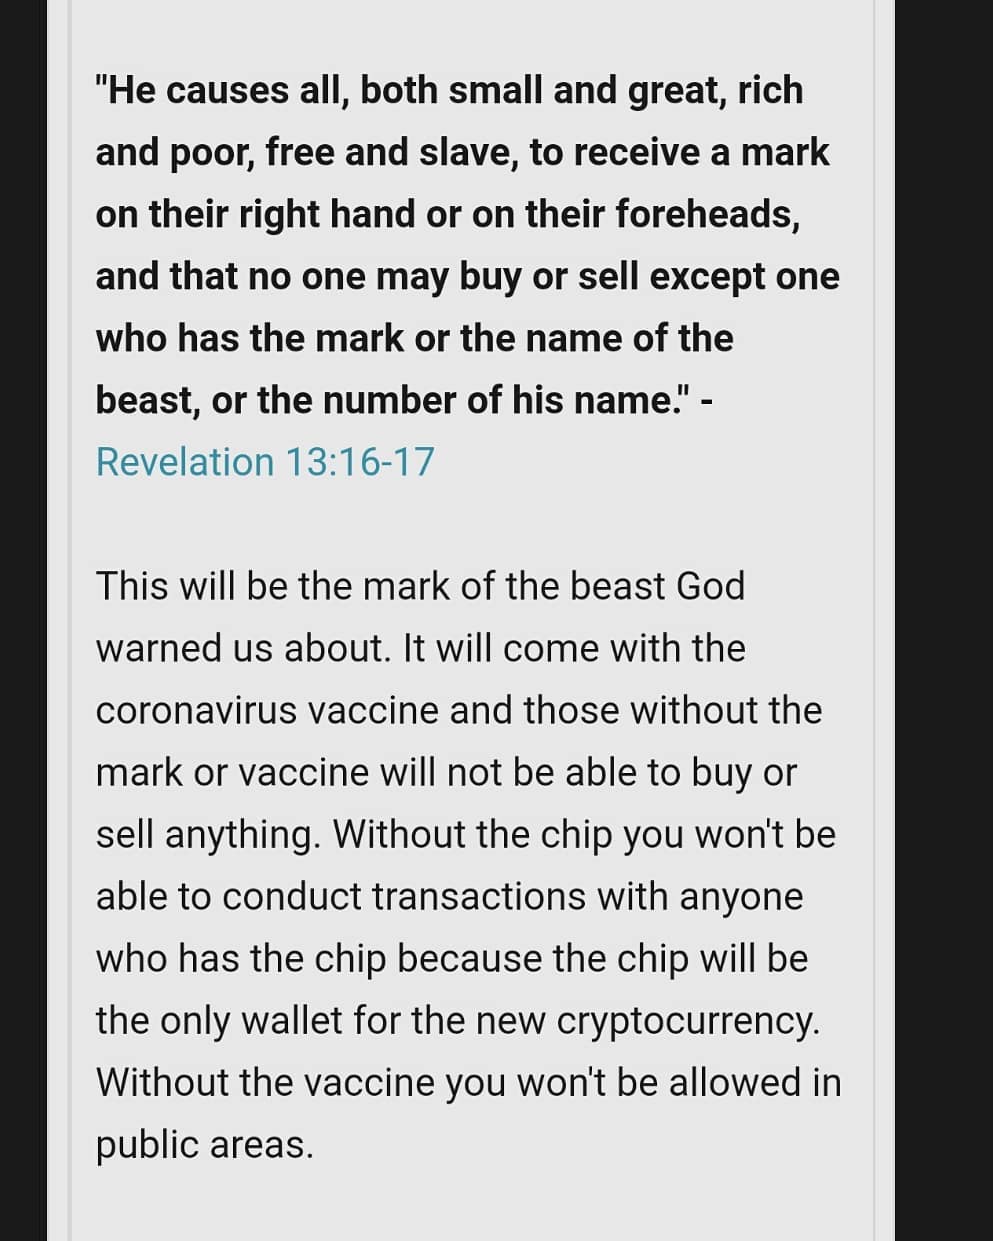 "He causes all, both small and great, rich
and poor, free and slave, to receive a mark
on their right hand or on their foreheads,
and that no one may buy or sell except one
who has the mark or the name of the
beast, or the number of his name." -
Revelation 13:16-17
This will be the mark of the beast God
warned us about. It will come with the
coronavirus vaccine and those without the
mark or vaccine will not be able to buy or
sell anything. Without the chip you won't be
able to conduct transactions with anyone
who has the chip because the chip will be
the only wallet for the new cryptocurrency.
Without the vaccine you won't be allowed in
public areas.